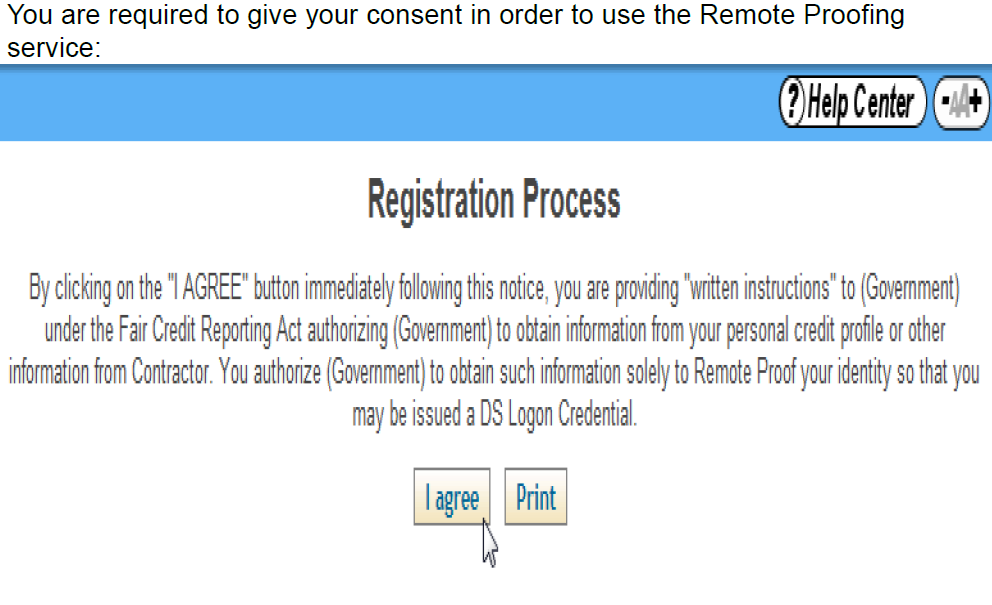 You are required to give your consent in order to use the Remote Proofing
service:
? Help Center
-AA+
Registration Process
By clicking on the "I AGREE" button immediately following this notice, you are providing "written instructions" to (Government)
under the Fair Credit Reporting Act authorizing (Government) to obtain information from your personal credit profile or other
information from Contractor. You authorize (Government) to obtain such information solely to Remote Proof your identity so that you
may be issued a DS Logon Credential.
I agree Print